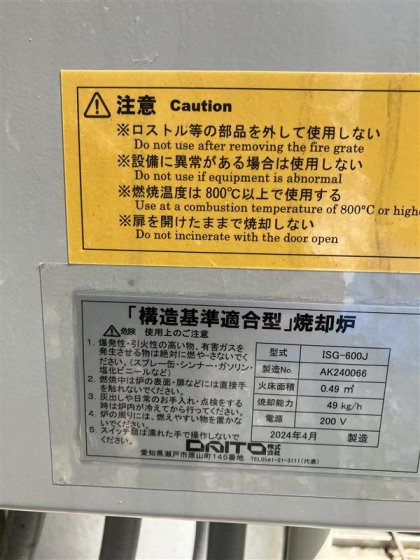 ⚠注意 Caution
※ロストル等の部品を外して使用しない
Do not use after removing the fire grate
※設備に異常がある場合は使用しない
Do not use if equipment is abnormal
※燃焼温度は800℃以上で使用する
Use at a combustion temperature of 800°C or highe
※扉を開けたままで焼却しない
Do not incinerate with the door open
「構造基準適合型」焼却炉
⚠危険 使用上のご注意
1. 爆発性・引火性の高い物、有害ガスを
発生させる物は絶対に燃やさないでく
ださい。(スプレー缶・シンナー・ガソリン・
塩化ビニールなど)
2. 燃焼中は炉の表面・扉などには直接手
を触れないでください。
3. 灰出しや日常のお手入れ・点検をする
時は炉内が冷えてから行ってください。
4. 炉の周りには、燃えやすい物を置かな
いでください。
5. スイッチ類は濡れた手で操作しないで
ください。
型式 ISG-600J
製造No. AK240066
火床面積 0.49 m²
焼却能力 49 kg/h
電源 200 V
2024年4月 製造
DAITO 株式会社
愛知県瀬戸市原山町145番地 TEL0561-21-3111(代表)